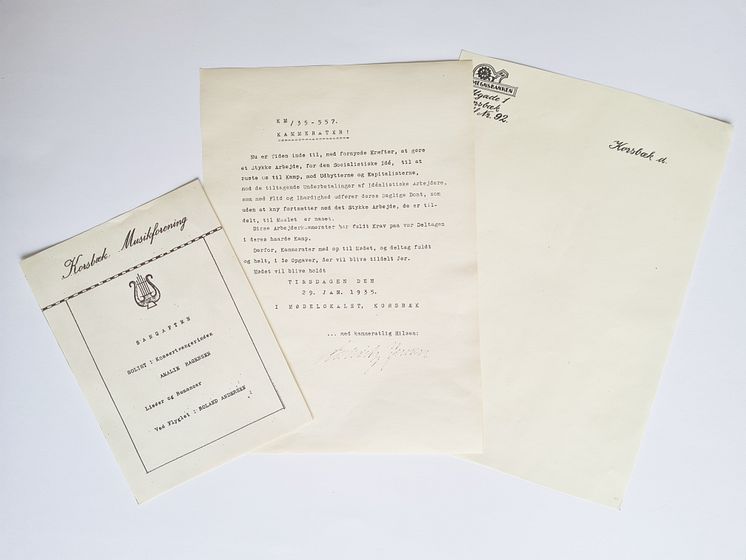 Korsbæk Musikforening
SANGAFTEN
SOLIST : Koncertsangerinden
AMALIE HAGENSEN
Lieder og Romancer
Ved Flyglet : ROLAND ANDERSEN
KM/35-557.
KAMMERATER!
Nu er Tiden inde til, med fornyede Kræfter, at gøre
et Stykke Arbejde, for den Socialistiske Idé, til at
ruste os til Kamp, mod Udbytterne og Kapitalisterne,
mod de tiltagende Underbetalinger af Idéalistiske Arbejdere,
som med Flid og Ihærdighed udfører deres Daglige Dont, som
uden at kny fortsætter med det Stykke Arbejde, de er til-
delt, til Maalet er naaet.
Disse Arbejderkammerater har fuldt Krav paa vor Deltagen
i deres haarde Kamp.
Derfor, Kammerater mød op til Mødet, og deltag fuldt
og helt, i de Opgaver, der vil blive tildelt Jer.
Mødet vil blive holdt
TIRSDAGEN DEN
29. JAN. 1935.
I MØDELOKALET, KORSBÆK
... med kammeratlig Hilsen:
Nr. 92.
Korsbæk d.